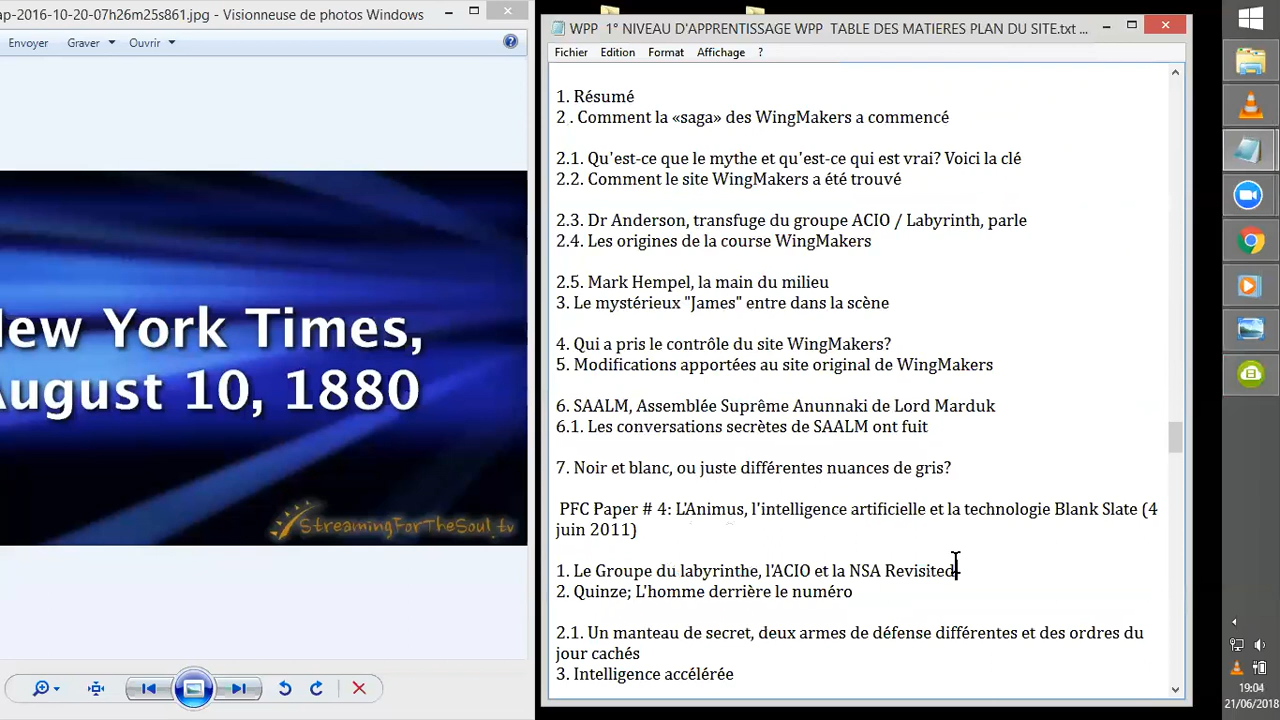 ap-2016-10-20-07h26m25s861.jpg - Visionneuse de photos Windows
Envoyer Graver Ouvrir
New York Times,
August 10, 1880
StreamingForTheSoul.tv
WPP 1° NIVEAU D'APPRENTISSAGE WPP TABLE DES MATIERES PLAN DU SITE.txt ...
Fichier Edition Format Affichage ?
1. Résumé
2 . Comment la «saga» des WingMakers a commencé
2.1. Qu'est-ce que le mythe et qu'est-ce qui est vrai? Voici la clé
2.2. Comment le site WingMakers a été trouvé
2.3. Dr Anderson, transfuge du groupe ACIO / Labyrinth, parle
2.4. Les origines de la course WingMakers
2.5. Mark Hempel, la main du milieu
3. Le mystérieux "James" entre dans la scène
4. Qui a pris le contrôle du site WingMakers?
5. Modifications apportées au site original de WingMakers
6. SAALM, Assemblée Suprême Anunnaki de Lord Marduk
6.1. Les conversations secrètes de SAALM ont fuit
7. Noir et blanc, ou juste différentes nuances de gris?
PFC Paper # 4: L'Animus, l'intelligence artificielle et la technologie Blank Slate (4
juin 2011)
1. Le Groupe du labyrinthe, l'ACIO et la NSA Revisited
2. Quinze; L'homme derrière le numéro
2.1. Un manteau de secret, deux armes de défense différentes et des ordres du
jour cachés
3. Intelligence accélérée
19:04
21/06/2018